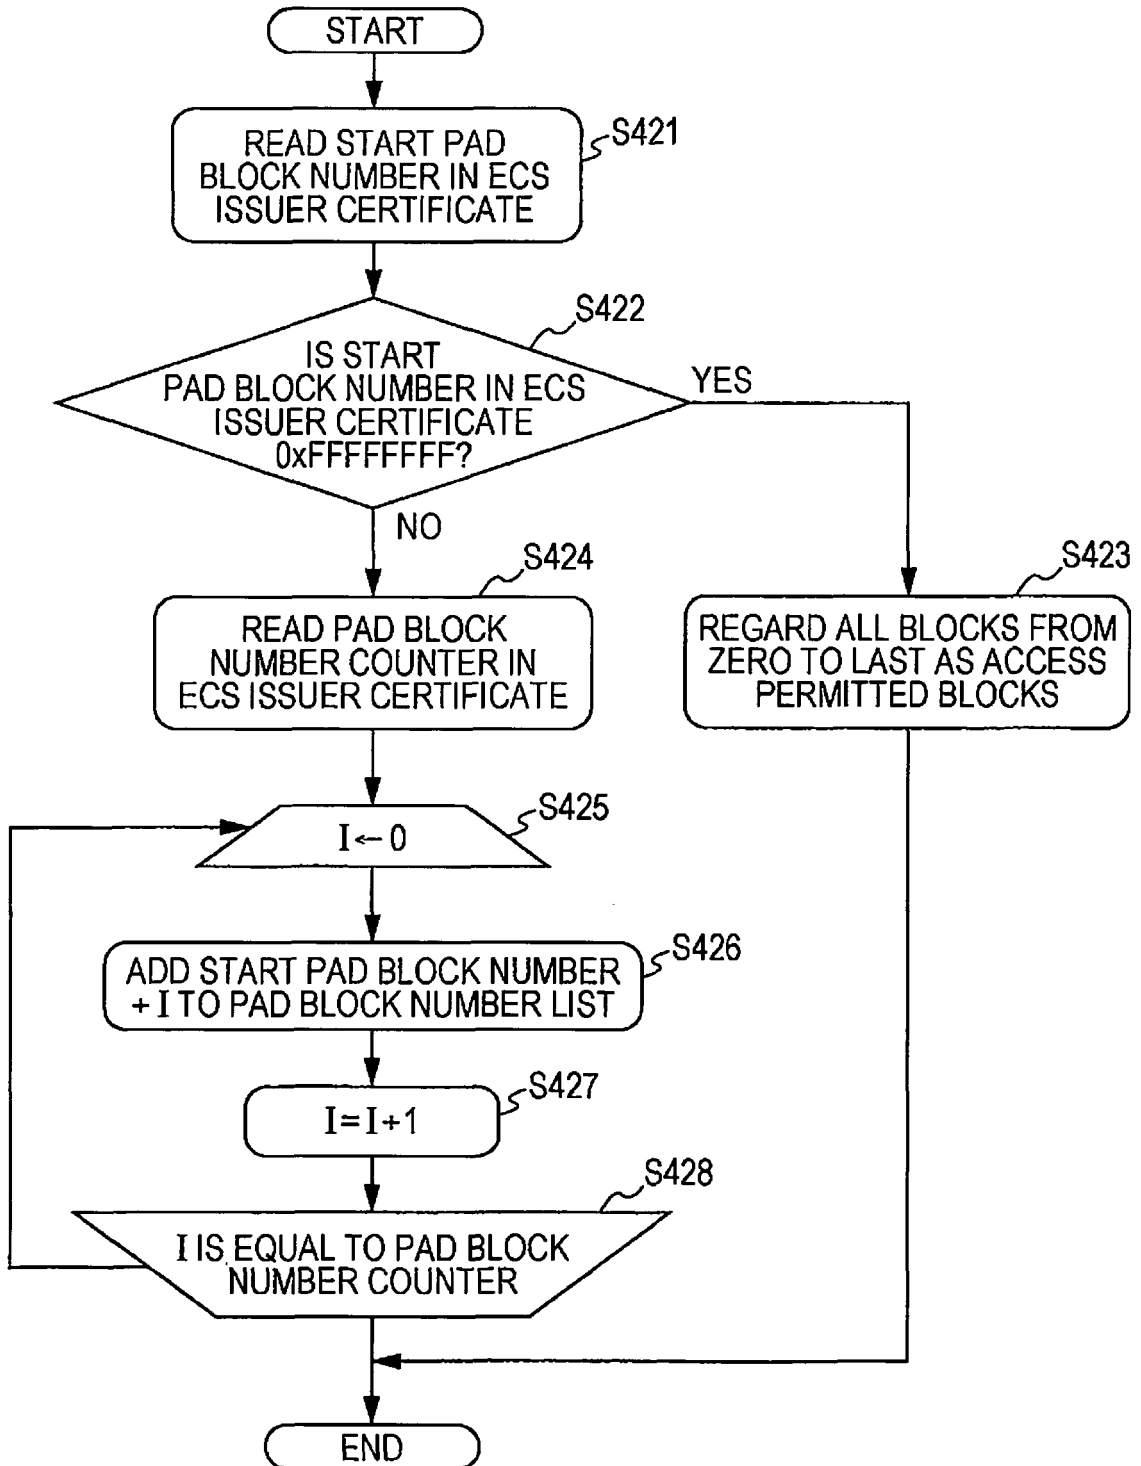 START
READ START PAD
BLOCK NUMBER IN ECS
ISSUER CERTIFICATE
S421
IS START
PAD BLOCK NUMBER IN ECS
ISSUER CERTIFICATE
0xFFFFFFFF?
S422
YES
NO
S424
READ PAD BLOCK
NUMBER COUNTER IN
ECS ISSUER CERTIFICATE
S423
REGARD ALL BLOCKS FROM
ZERO TO LAST AS ACCESS
PERMITTED BLOCKS
S425
I←0
S426
ADD START PAD BLOCK NUMBER
+I TO PAD BLOCK NUMBER LIST
S427
I=I+1
S428
I IS EQUAL TO PAD BLOCK
NUMBER COUNTER
END